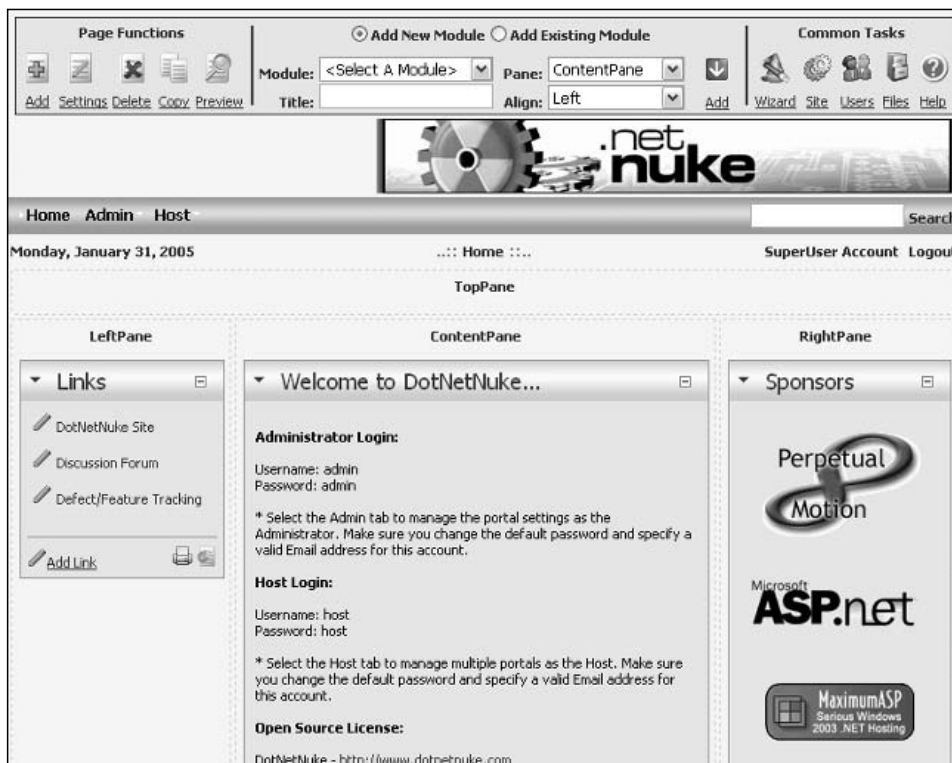 Page Functions
Add New Module Add Existing Module
Common Tasks
Module: <Select A Module> Pane: ContentPane
Title: Align: Left
Add Settings Delete Copy Preview
Add
Wizard Site Users Files Help
.net
nuke
Home Admin Host
Search
Monday, January 31, 2005
..:: Home ::..
SuperUser Account Logout
TopPane
LeftPane
ContentPane
RightPane
Links
DotNetNuke Site
Discussion Forum
Defect/Feature Tracking
Add Link
Welcome to DotNetNuke...
Administrator Login:
Username: admin
Password: admin
* Select the Admin tab to manage the portal settings as the
Administrator. Make sure you change the default password and specify a
valid Email address for this account.
Host Login:
Username: host
Password: host
* Select the Host tab to manage multiple portals as the Host. Make sure
you change the default password and specify a valid Email address for
this account.
Open Source License:
DotNetNuke - http://www.dotnetnuke.com
Sponsors
Perpetual
Motion
Microsoft
ASP.net
MaximumASP
Serious Windows
2003 .NET Hosting